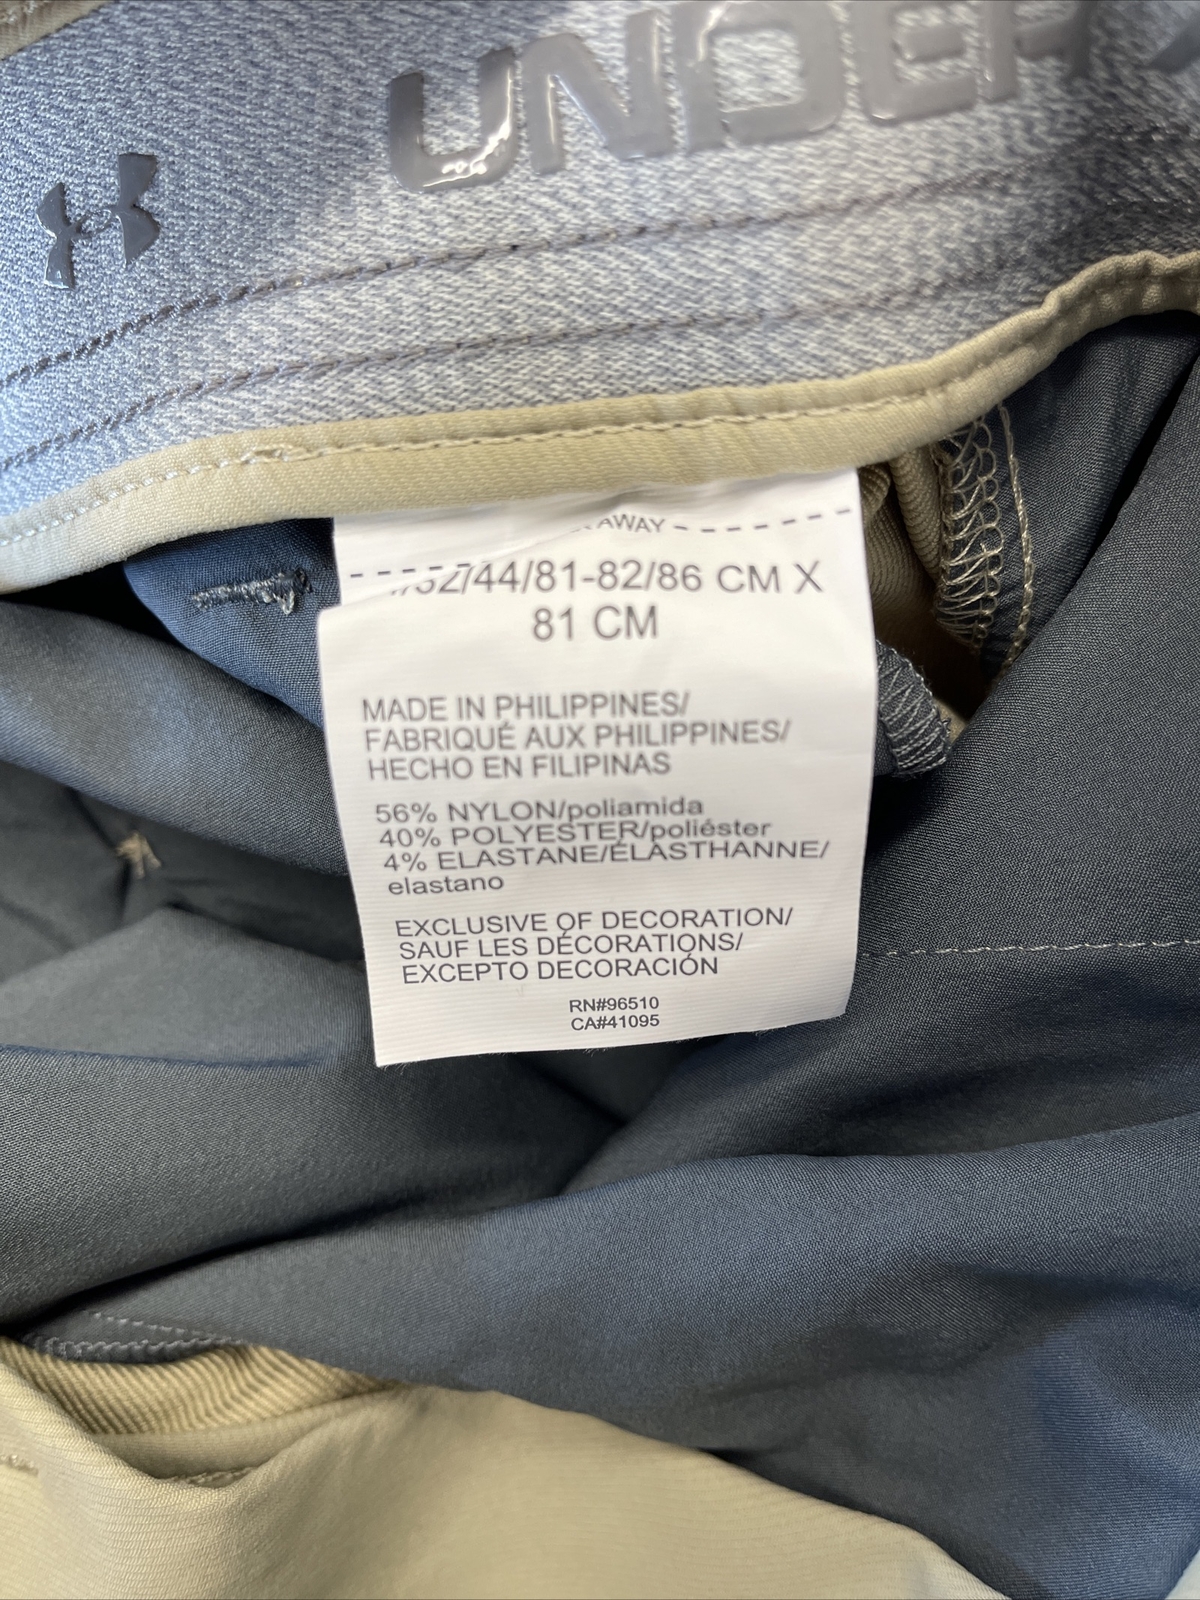 UNDER
AWAY
/32/44/81-82/86 CM X
81 CM
MADE IN PHILIPPINES/
FABRIQUÉ AUX PHILIPPINES/
HECHO EN FILIPINAS
56% NYLON/poliamida
40% POLYESTER/poliéster
4% ELASTANE/ÉLASTHANNE/
elastano
EXCLUSIVE OF DECORATION/
SAUF LES DÉCORATIONS/
EXCEPTO DECORACIÓN
RN#96510
CA#41095